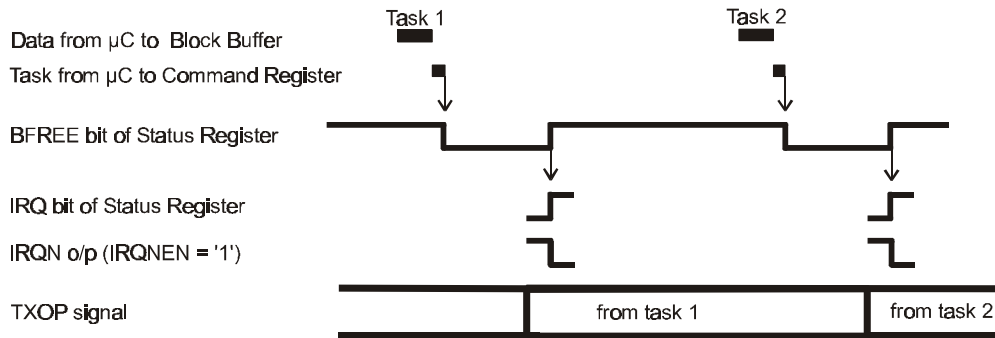 Task 1 Task 2
Data from µC to Block Buffer
Task from µC to Command Register
BFREE bit of Status Register
IRQ bit of Status Register
IRQN o/p (IRQNEN = '1')
TXOP signal from task 1 from task 2